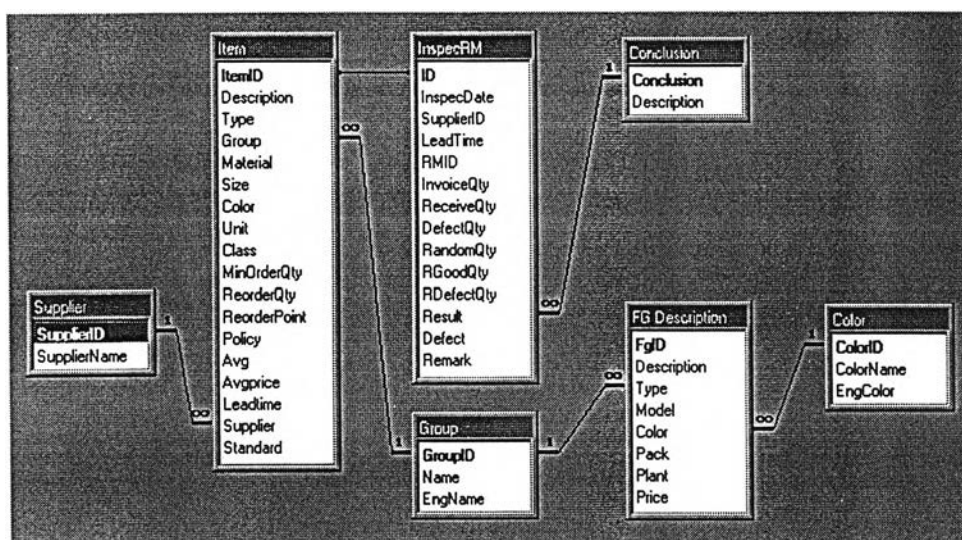 Item
ItemID
Description
Type
Group
Material
Size
Color
Unit
Class
MinOrderQty
ReorderQty
ReorderPoint
Policy
Avg
Avgprice
Leadtime
Supplier
Standard
InspecRM
ID
InspecDate
SupplierID
LeadTime
RMID
InvoiceQty
ReceiveQty
DefectQty
RandomQty
RGoodQty
RDefectQty
Result
Defect
Remark
Conclusion
Conclusion
Description
Supplier
SupplierID
SupplierName
Group
GroupID
Name
EngName
FG Description
FgID
Description
Type
Model
Color
Pack
Plant
Price
Color
ColorID
ColorName
EngColor
1
∞
∞
1
1
∞
1
∞
1
∞